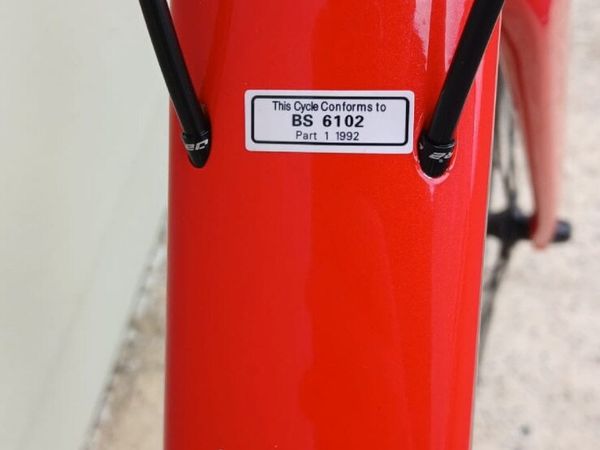 This Cycle Conforms to
BS 6102
Part 1 1992